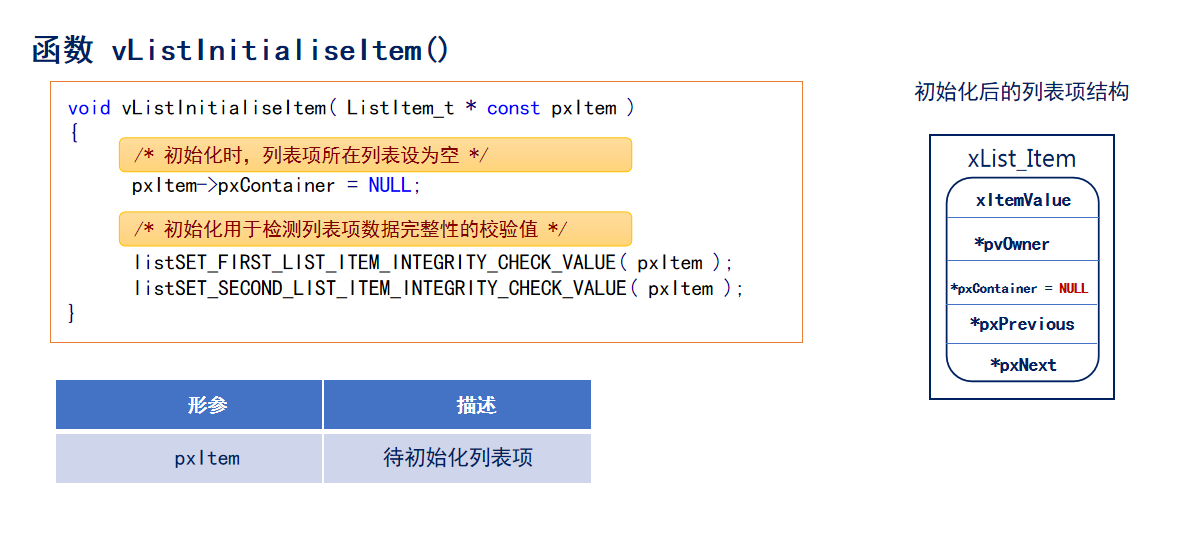 函数 vListInitialiseItem()
void vListInitialiseItem( ListItem_t * const pxItem )
{
/* 初始化时，列表项所在列表设为空 */
pxItem->pxContainer = NULL;
/* 初始化用于检测列表项数据完整性的校验值 */
listSET_FIRST_LIST_ITEM_INTEGRITY_CHECK_VALUE( pxItem );
listSET_SECOND_LIST_ITEM_INTEGRITY_CHECK_VALUE( pxItem );
}
形参 描述
pxItem 待初始化列表项
初始化后的列表项结构
xList_Item
xItemValue
*pvOwner
*pxContainer = NULL
*pxPrevious
*pxNext